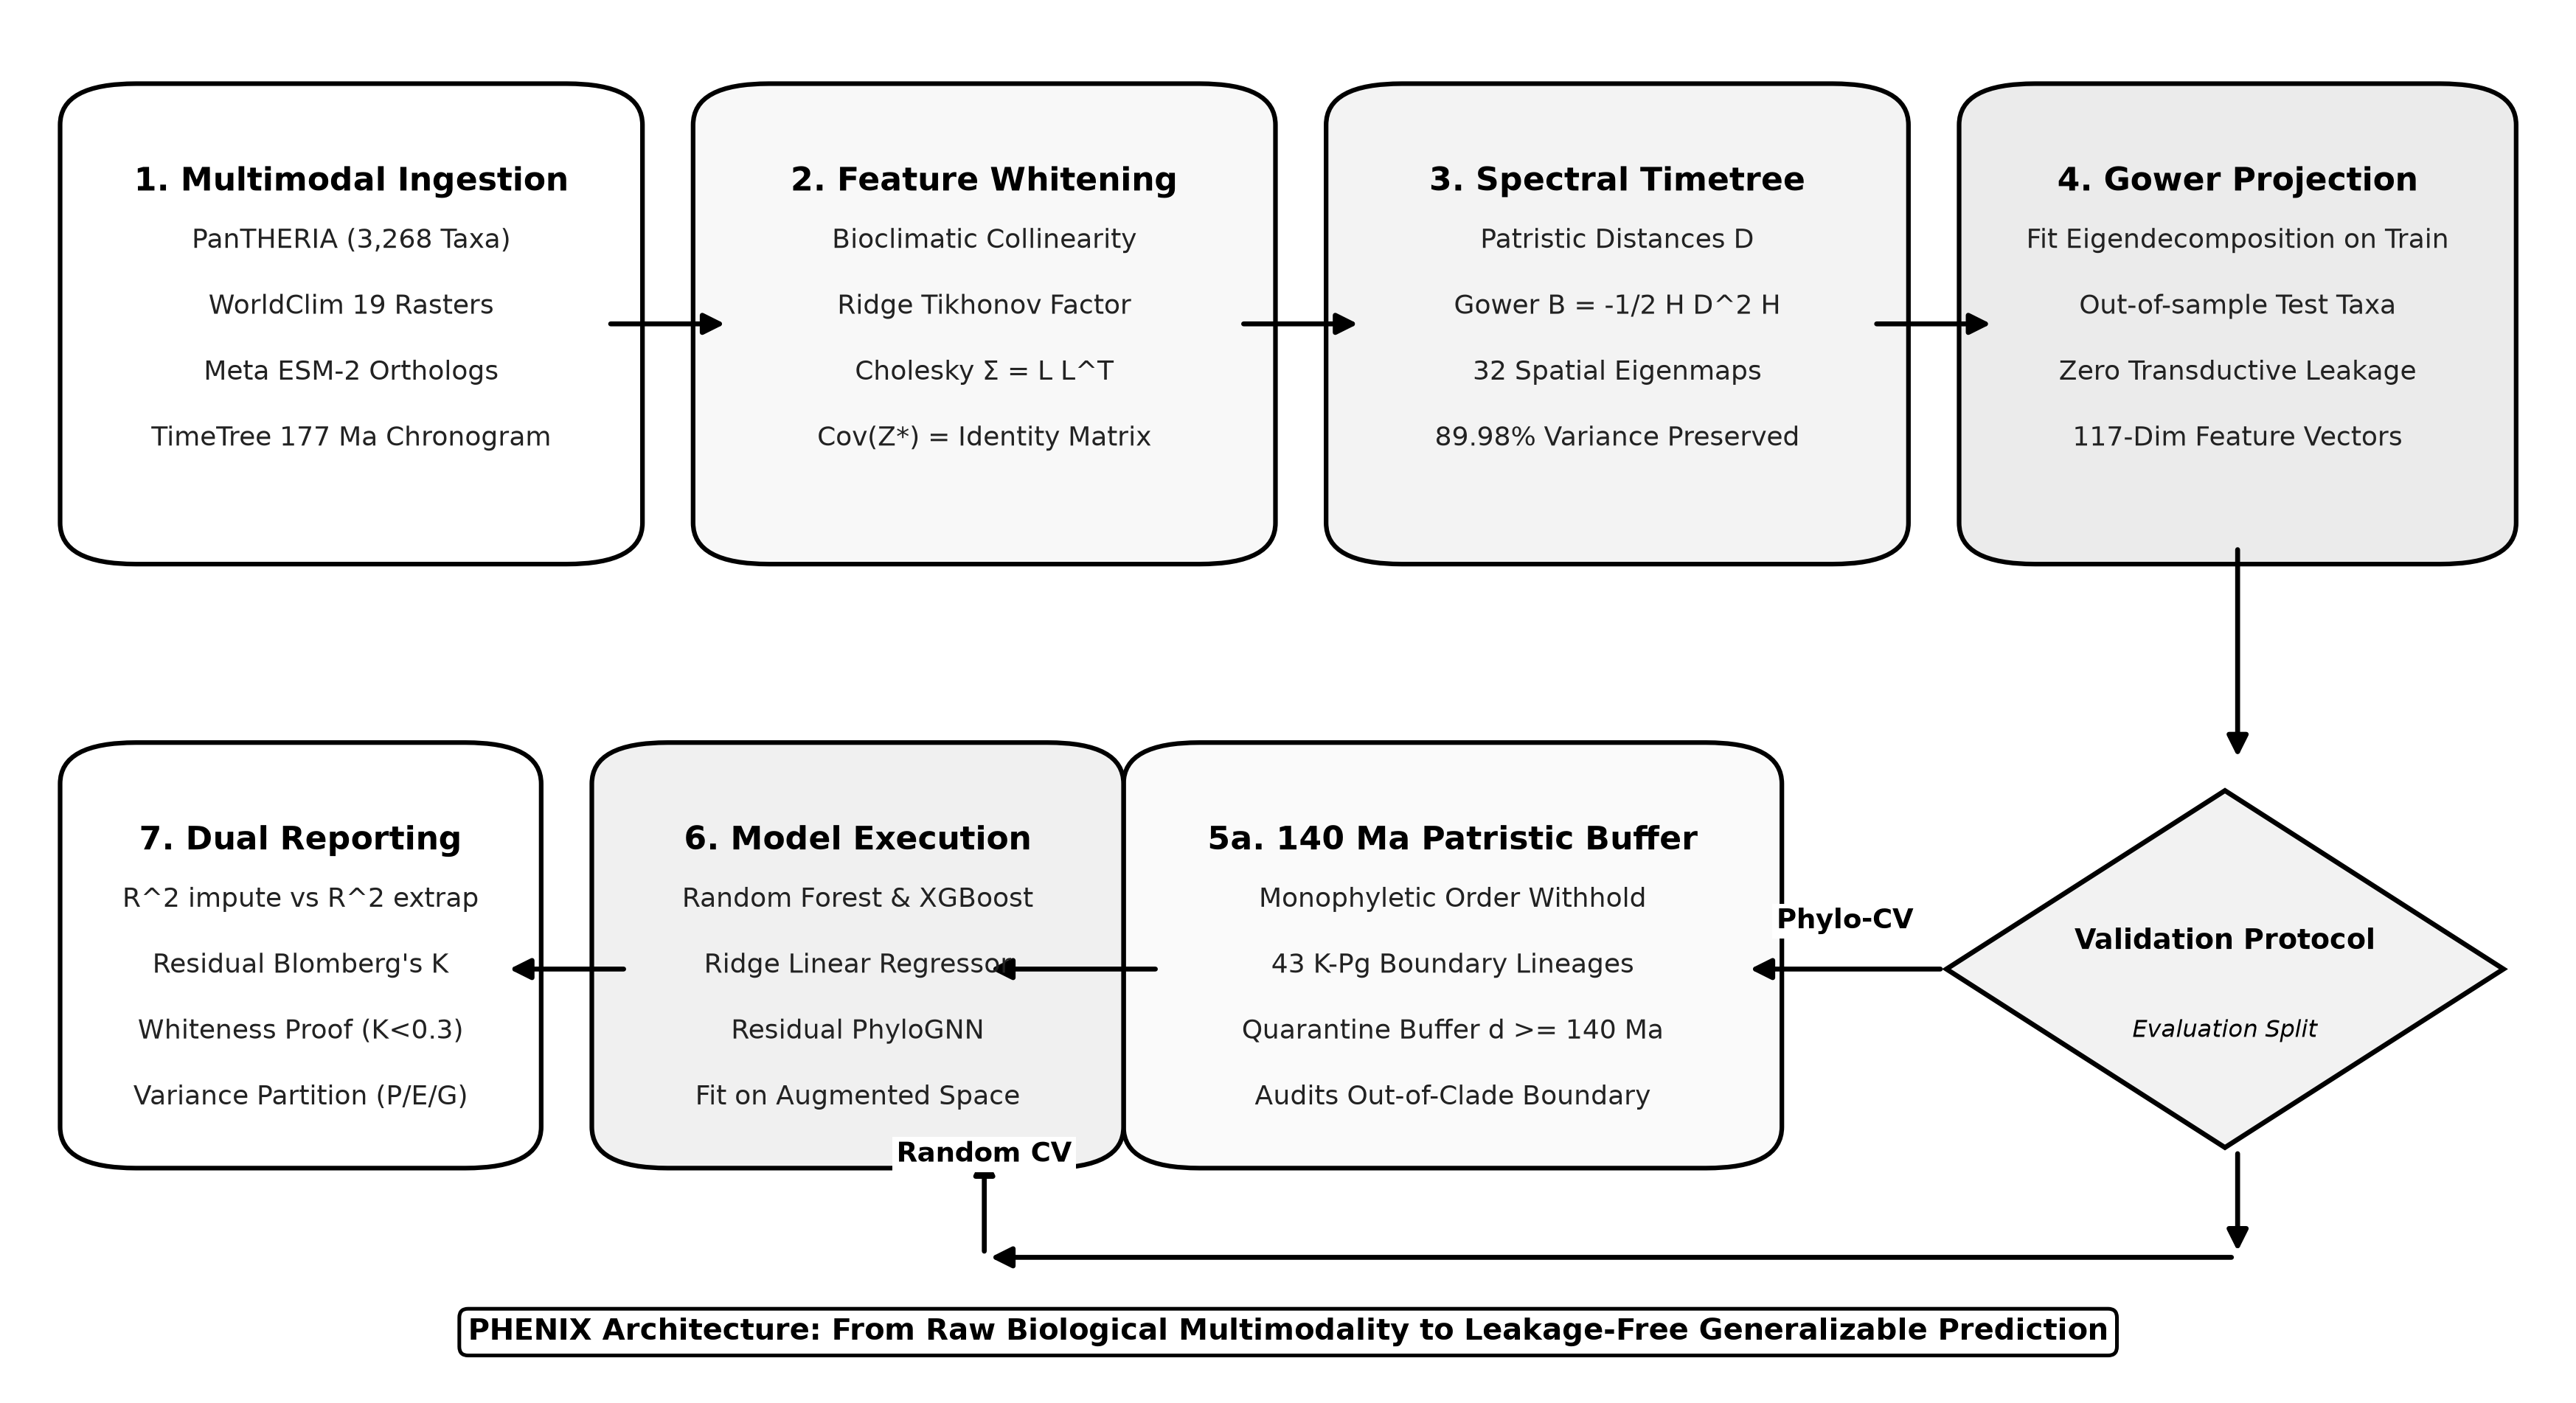 1. Multimodal Ingestion
PanTHERIA (3,268 Taxa)
WorldClim 19 Rasters
Meta ESM-2 Orthologs
TimeTree 177 Ma Chronogram
2. Feature Whitening
Bioclimatic Collinearity
Ridge Tikhonov Factor
Cholesky Σ = L L^T
Cov(Z*) = Identity Matrix
3. Spectral Timetree
Patristic Distances D
Gower B = -1/2 H D^2 H
32 Spatial Eigenmaps
89.98% Variance Preserved
4. Gower Projection
Fit Eigendecomposition on Train
Out-of-sample Test Taxa
Zero Transductive Leakage
117-Dim Feature Vectors
7. Dual Reporting
R^2 impute vs R^2 extrap
Residual Blomberg's K
Whiteness Proof (K<0.3)
Variance Partition (P/E/G)
6. Model Execution
Random Forest & XGBoost
Ridge Linear Regressor
Residual PhyloGNN
Fit on Augmented Space
Random CV
5a. 140 Ma Patristic Buffer
Monophyletic Order Withhold
43 K-Pg Boundary Lineages
Quarantine Buffer d >= 140 Ma
Audits Out-of-Clade Boundary
Phylo-CV
Validation Protocol
Evaluation Split
PHENIX Architecture: From Raw Biological Multimodality to Leakage-Free Generalizable Prediction